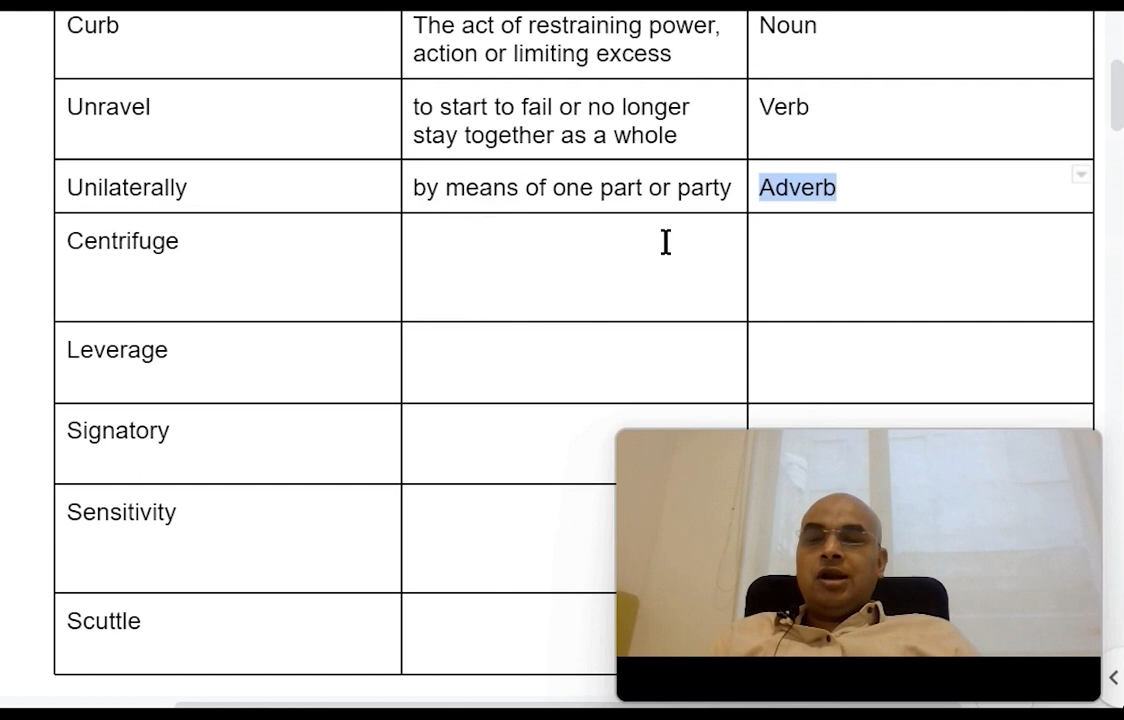 Curb
The act of restraining power,
action or limiting excess
Noun
Unravel
to start to fail or no longer
stay together as a whole
Verb
Unilaterally
by means of one part or party
Adverb
Centrifuge
Leverage
Signatory
Sensitivity
Scuttle